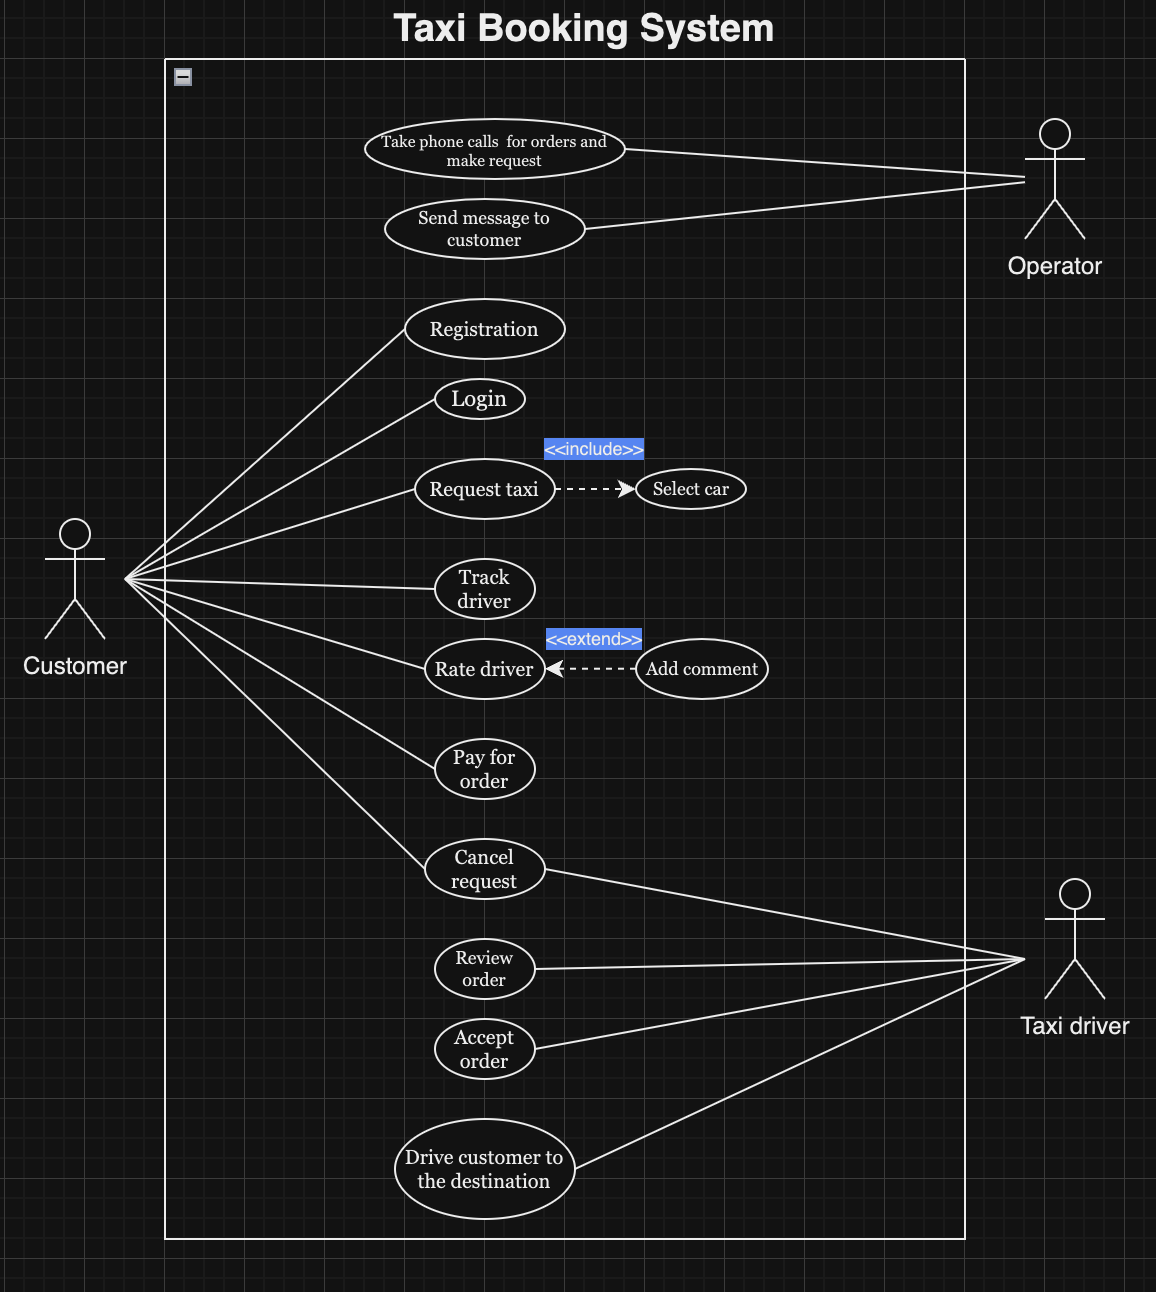 Taxi Booking System
Take phone calls  for orders and
make request
Send message to
customer
Operator
Registration
Login
<<include>>
Request taxi
Select car
Track
driver
<<extend>>
Customer
Rate driver
Add comment
Pay for
order
Cancel
request
Review
order
Taxi driver
Accept
order
Drive customer to
the destination